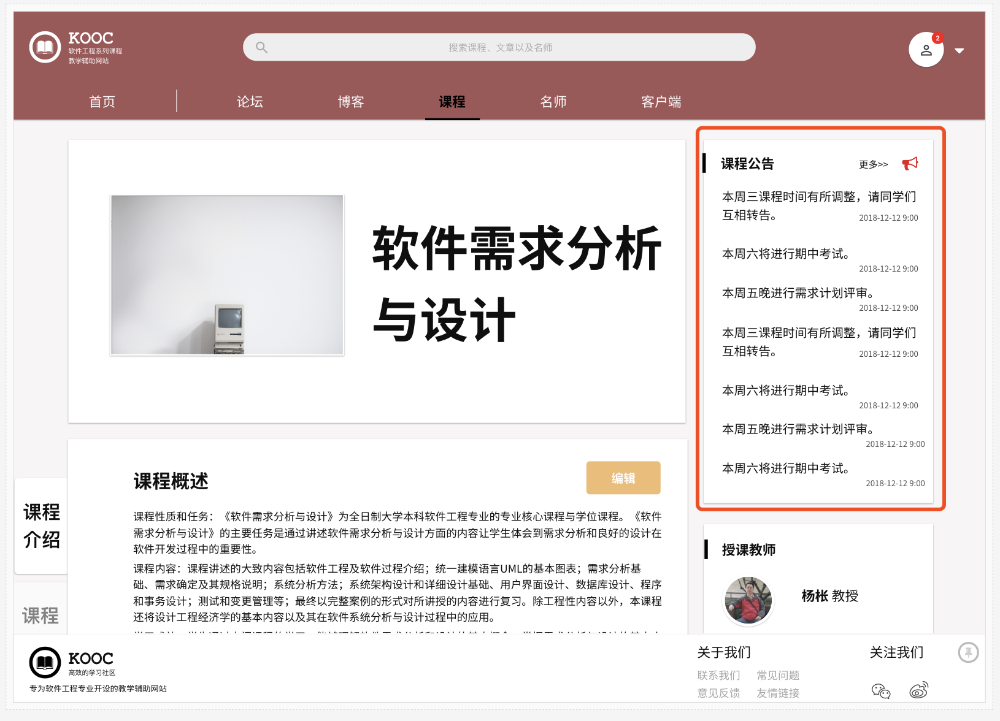 KOOC
软件工程系列课程
教学辅助网站
搜索课程、文章以及名师
2
首页
论坛
博客
课程
名师
客户端
软件需求分析
与设计
课程公告
更多>>
本周三课程时间有所调整，请同学们
互相转告。
2018-12-12 9:00
本周六将进行期中考试。
2018-12-12 9:00
本周五晚进行需求计划评审。
2018-12-12 9:00
本周三课程时间有所调整，请同学们
互相转告。
2018-12-12 9:00
本周六将进行期中考试。
2018-12-12 9:00
本周五晚进行需求计划评审。
2018-12-12 9:00
本周六将进行期中考试。
2018-12-12 9:00
课程
介绍
课程
课程概述
编辑
课程性质和任务：《软件需求分析与设计》为全日制大学本科软件工程专业的专业核心课程与学位课程。《软件
需求分析与设计》的主要任务是通过讲述软件需求分析与设计方面的内容让学生体会到需求分析和良好的设计在
软件开发过程中的重要性。
课程内容：课程讲述的大致内容包括软件工程及软件过程介绍；统一建模语言UML的基本图表；需求分析基
础、需求确定及其规格说明；系统分析方法；系统架构设计和详细设计基础、用户界面设计、数据库设计、程序
和事务设计；测试和变更管理等；最终以完整案例的形式对所讲授的内容进行复习。除工程性内容以外，本课程
还将设计工程经济学的基本内容以及其在软件系统分析与设计过程中的应用。
授课教师
杨枨 教授
KOOC
高效的学习社区
专为软件工程专业开设的教学辅助网站
关于我们
联系我们
常见问题
意见反馈
友情链接
关注我们